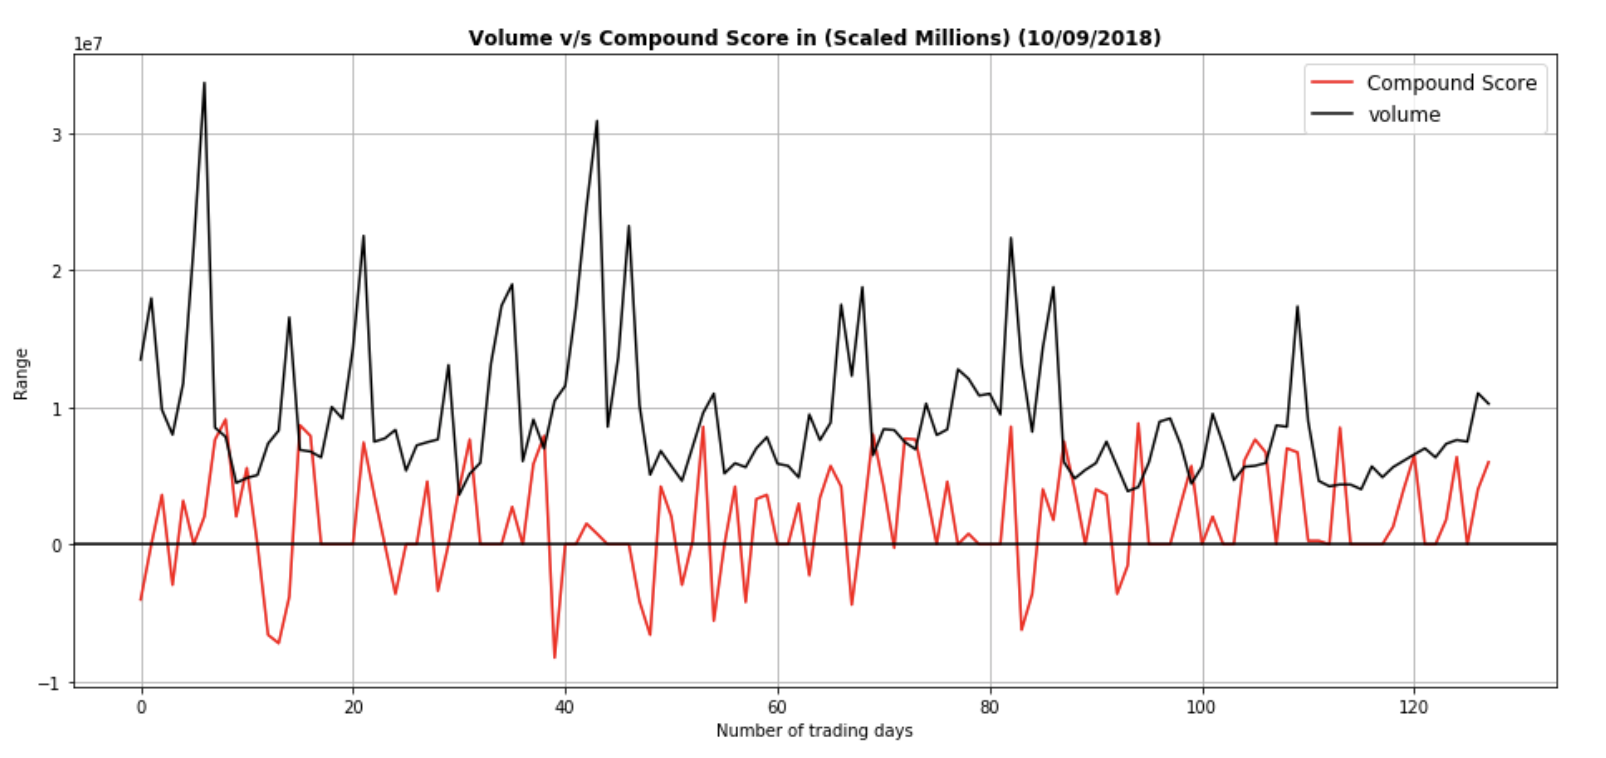 Volume v/s Compound Score in (Scaled Millions) (10/09/2018)
1e7
Compound Score
volume
3
2
1
0
−1
Range
0 20 40 60 80 100 120
Number of trading days